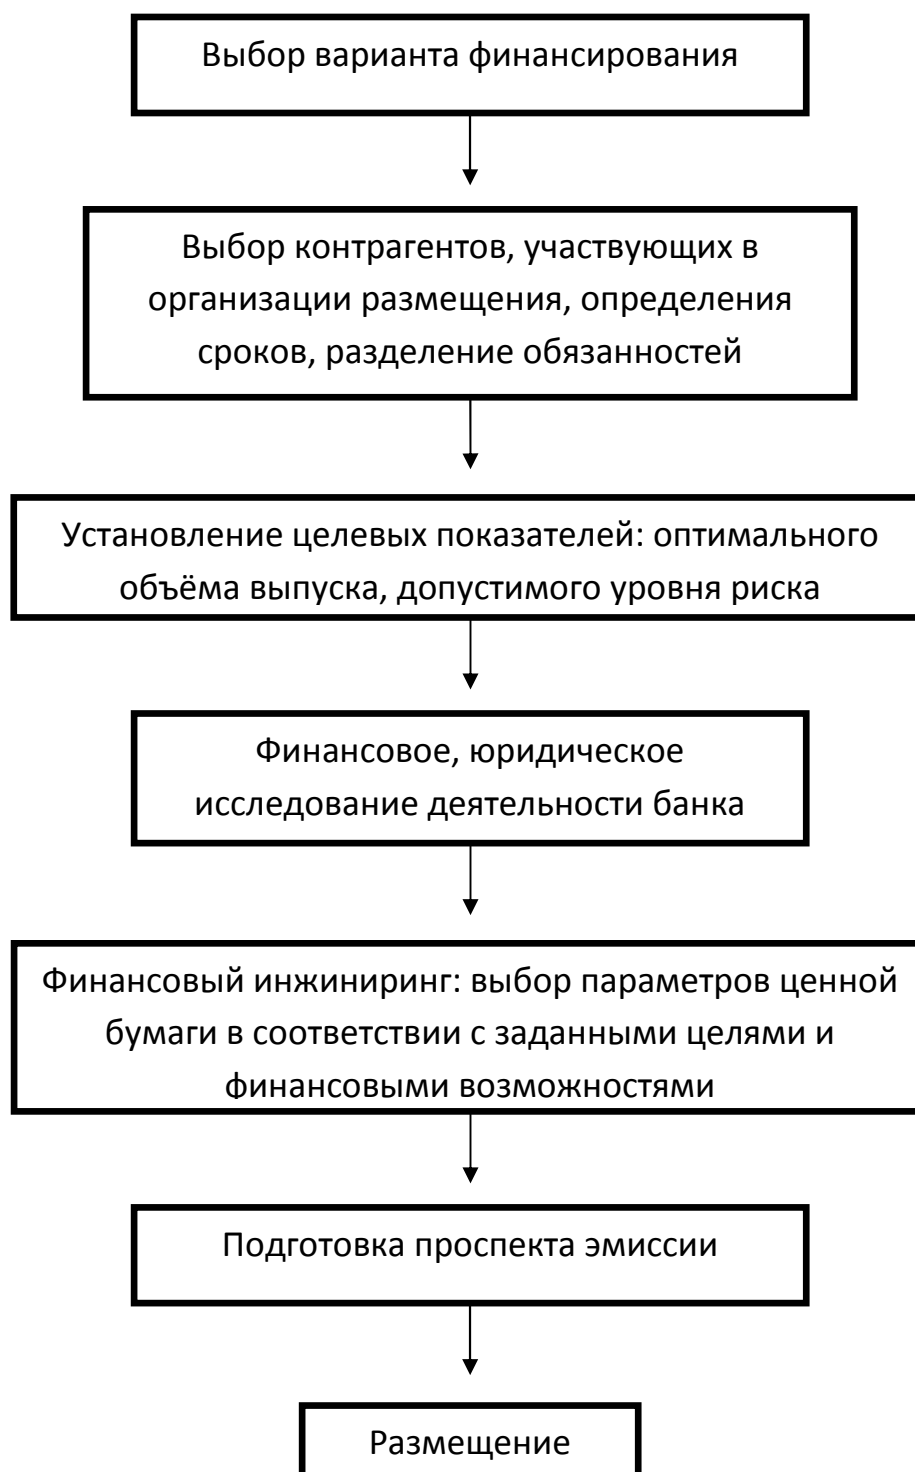 Выбор варианта финансирования
Выбор контрагентов, участвующих в
организации размещения, определения
сроков, разделение обязанностей
Установление целевых показателей: оптимального
объёма выпуска, допустимого уровня риска
Финансовое, юридическое
исследование деятельности банка
Финансовый инжиниринг: выбор параметров ценной
бумаги в соответствии с заданными целями и
финансовыми возможностями
Подготовка проспекта эмиссии
Размещение